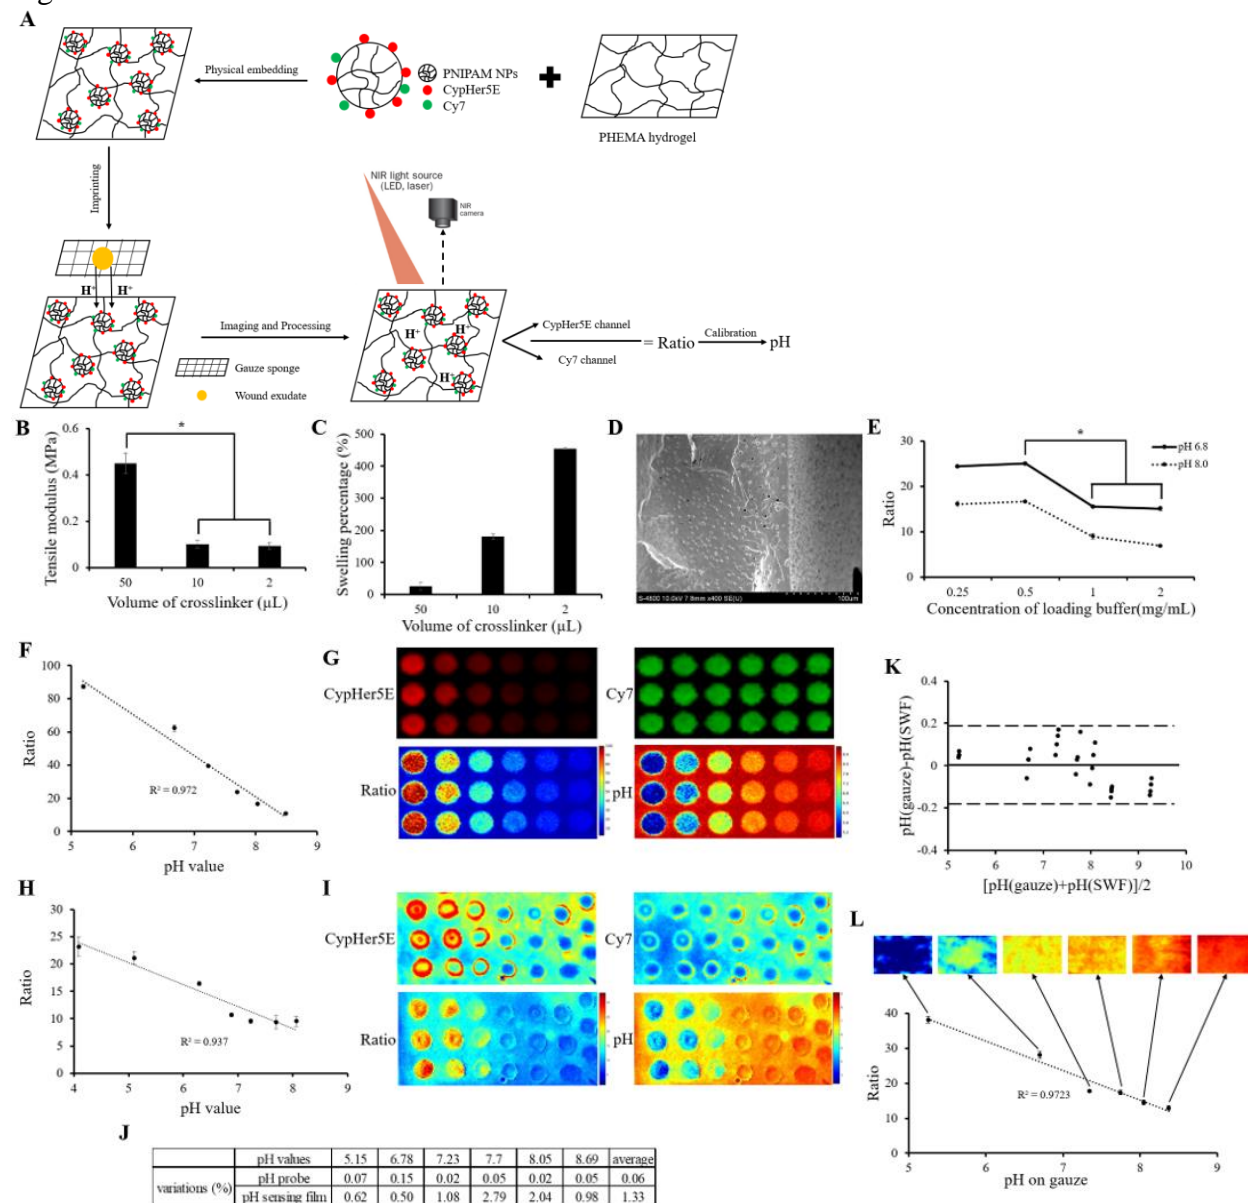 A
Physical embedding
PNIPAM NPs
CypHer5E
Cy7
PHEMA hydrogel
Imprinting
NIR light source
(LED, laser)
NIR
camera
H⁺ H⁺
Imaging and Processing
Gauze sponge
Wound exudate
H⁺
H⁺
H⁺
CypHer5E channel
Cy7 channel
= Ratio
Calibration
pH
B
Tensile modulus (MPa)
0.6
0.4
0.2
0
*
50 10 2
Volume of crosslinker (µL)
C
Swelling percentage (%)
500
400
300
200
100
0
50 10 2
Volume of crosslinker (µL)
D
S-4800 10.0kV 7.8mm x400 SE(U) 100um
E
Ratio
30
20
10
0
*
pH 6.8
pH 8.0
0.25 0.5 1 2
Concentration of loading buffer(mg/mL)
F
Ratio
100
80
60
40
20
0
R² = 0.972
5 6 7 8 9
pH value
G
CypHer5E
Cy7
Ratio
pH
H
Ratio
30
25
20
15
10
5
0
R² = 0.937
4 5 6 7 8 9
pH value
I
CypHer5E
Cy7
Ratio
pH
J
pH values 5.15 6.78 7.23 7.7 8.05 8.69 average
variations (%)
pH probe 0.07 0.15 0.02 0.05 0.02 0.05 0.06
pH sensing film 0.62 0.50 1.08 2.79 2.04 0.98 1.33
K
pH(gauze)-pH(SWF)
0.4
0.2
0
-0.2
-0.4
5 6 7 8 9 10
[pH(gauze)+pH(SWF)]/2
L
Ratio
40
30
20
10
0
R² = 0.9723
5 6 7 8 9
pH on gauze